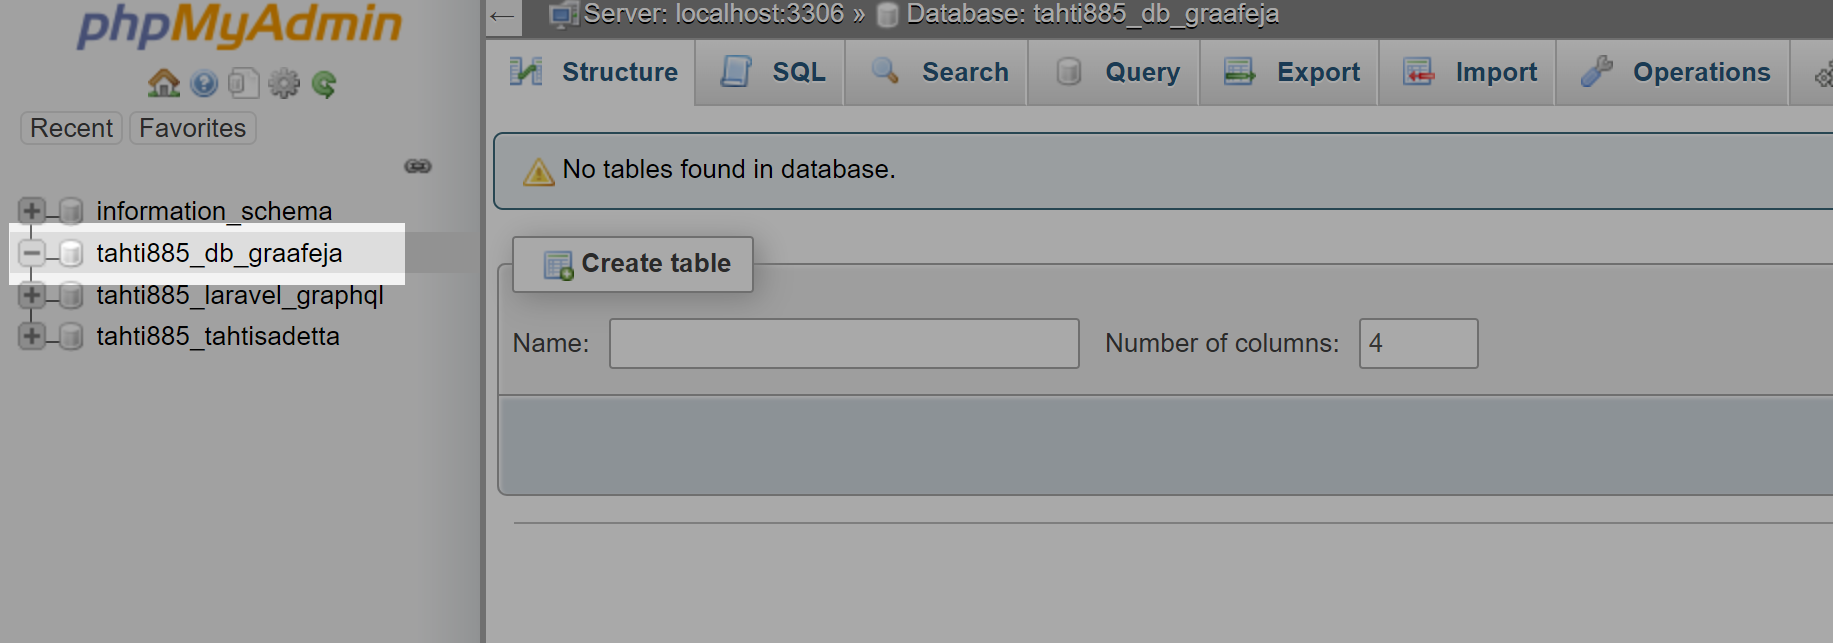 phpMyAdmin
Recent Favorites
information_schema
tahti885_db_graafeja
tahti885_laravel_graphql
tahti885_tahtisadetta
← Server: localhost:3306 » Database: tahti885_db_graafeja
Structure SQL Search Query Export Import Operations
No tables found in database.
Create table
Name: Number of columns: 4